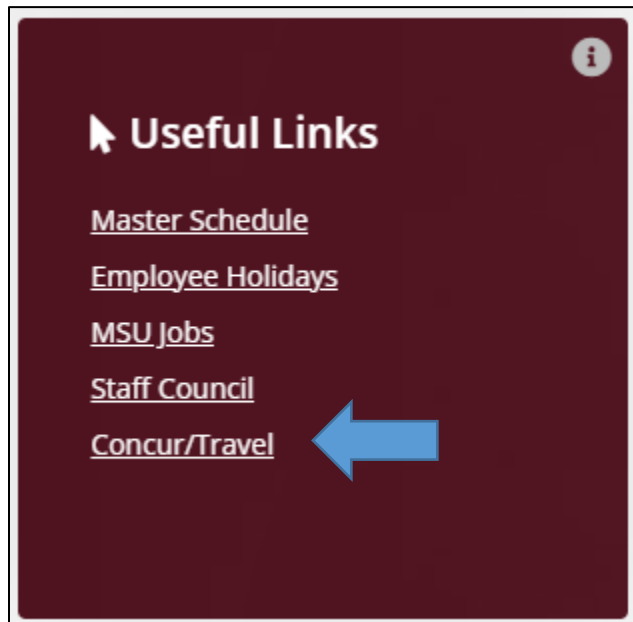 Useful Links
Master Schedule
Employee Holidays
MSU Jobs
Staff Council
Concur/Travel